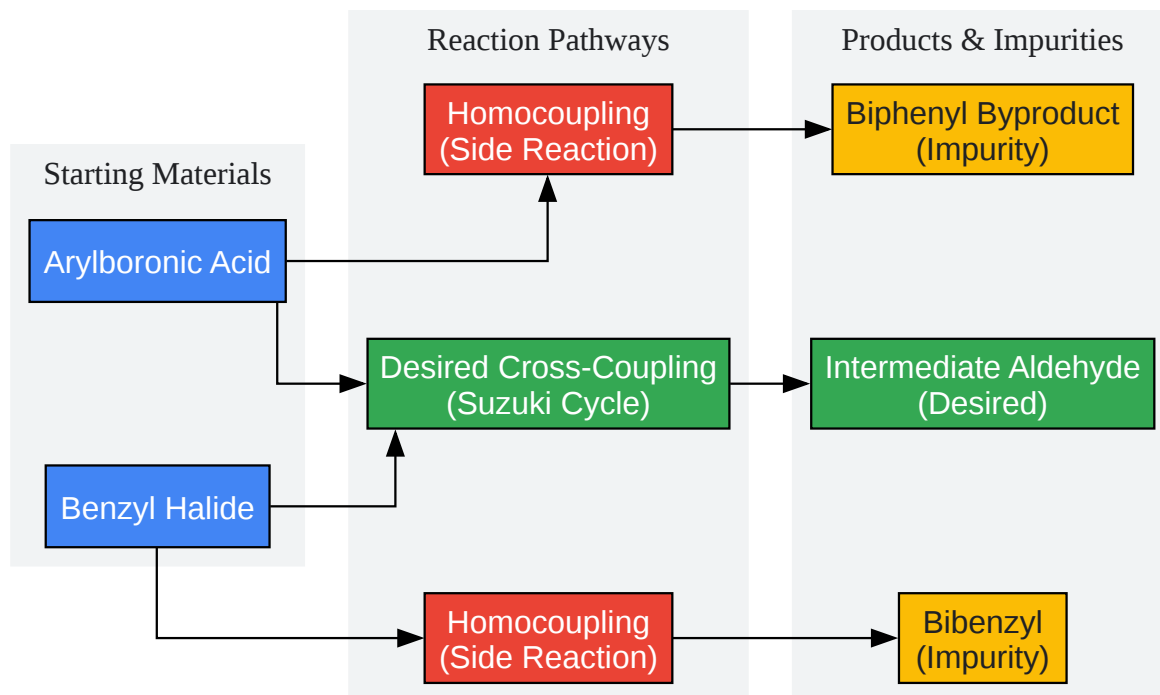 Reaction Pathways
Products & Impurities
Homocoupling
(Side Reaction)
Biphenyl Byproduct
(Impurity)
Starting Materials
Arylboronic Acid
Desired Cross-Coupling
(Suzuki Cycle)
Intermediate Aldehyde
(Desired)
Benzyl Halide
Homocoupling
(Side Reaction)
Bibenzyl
(Impurity)